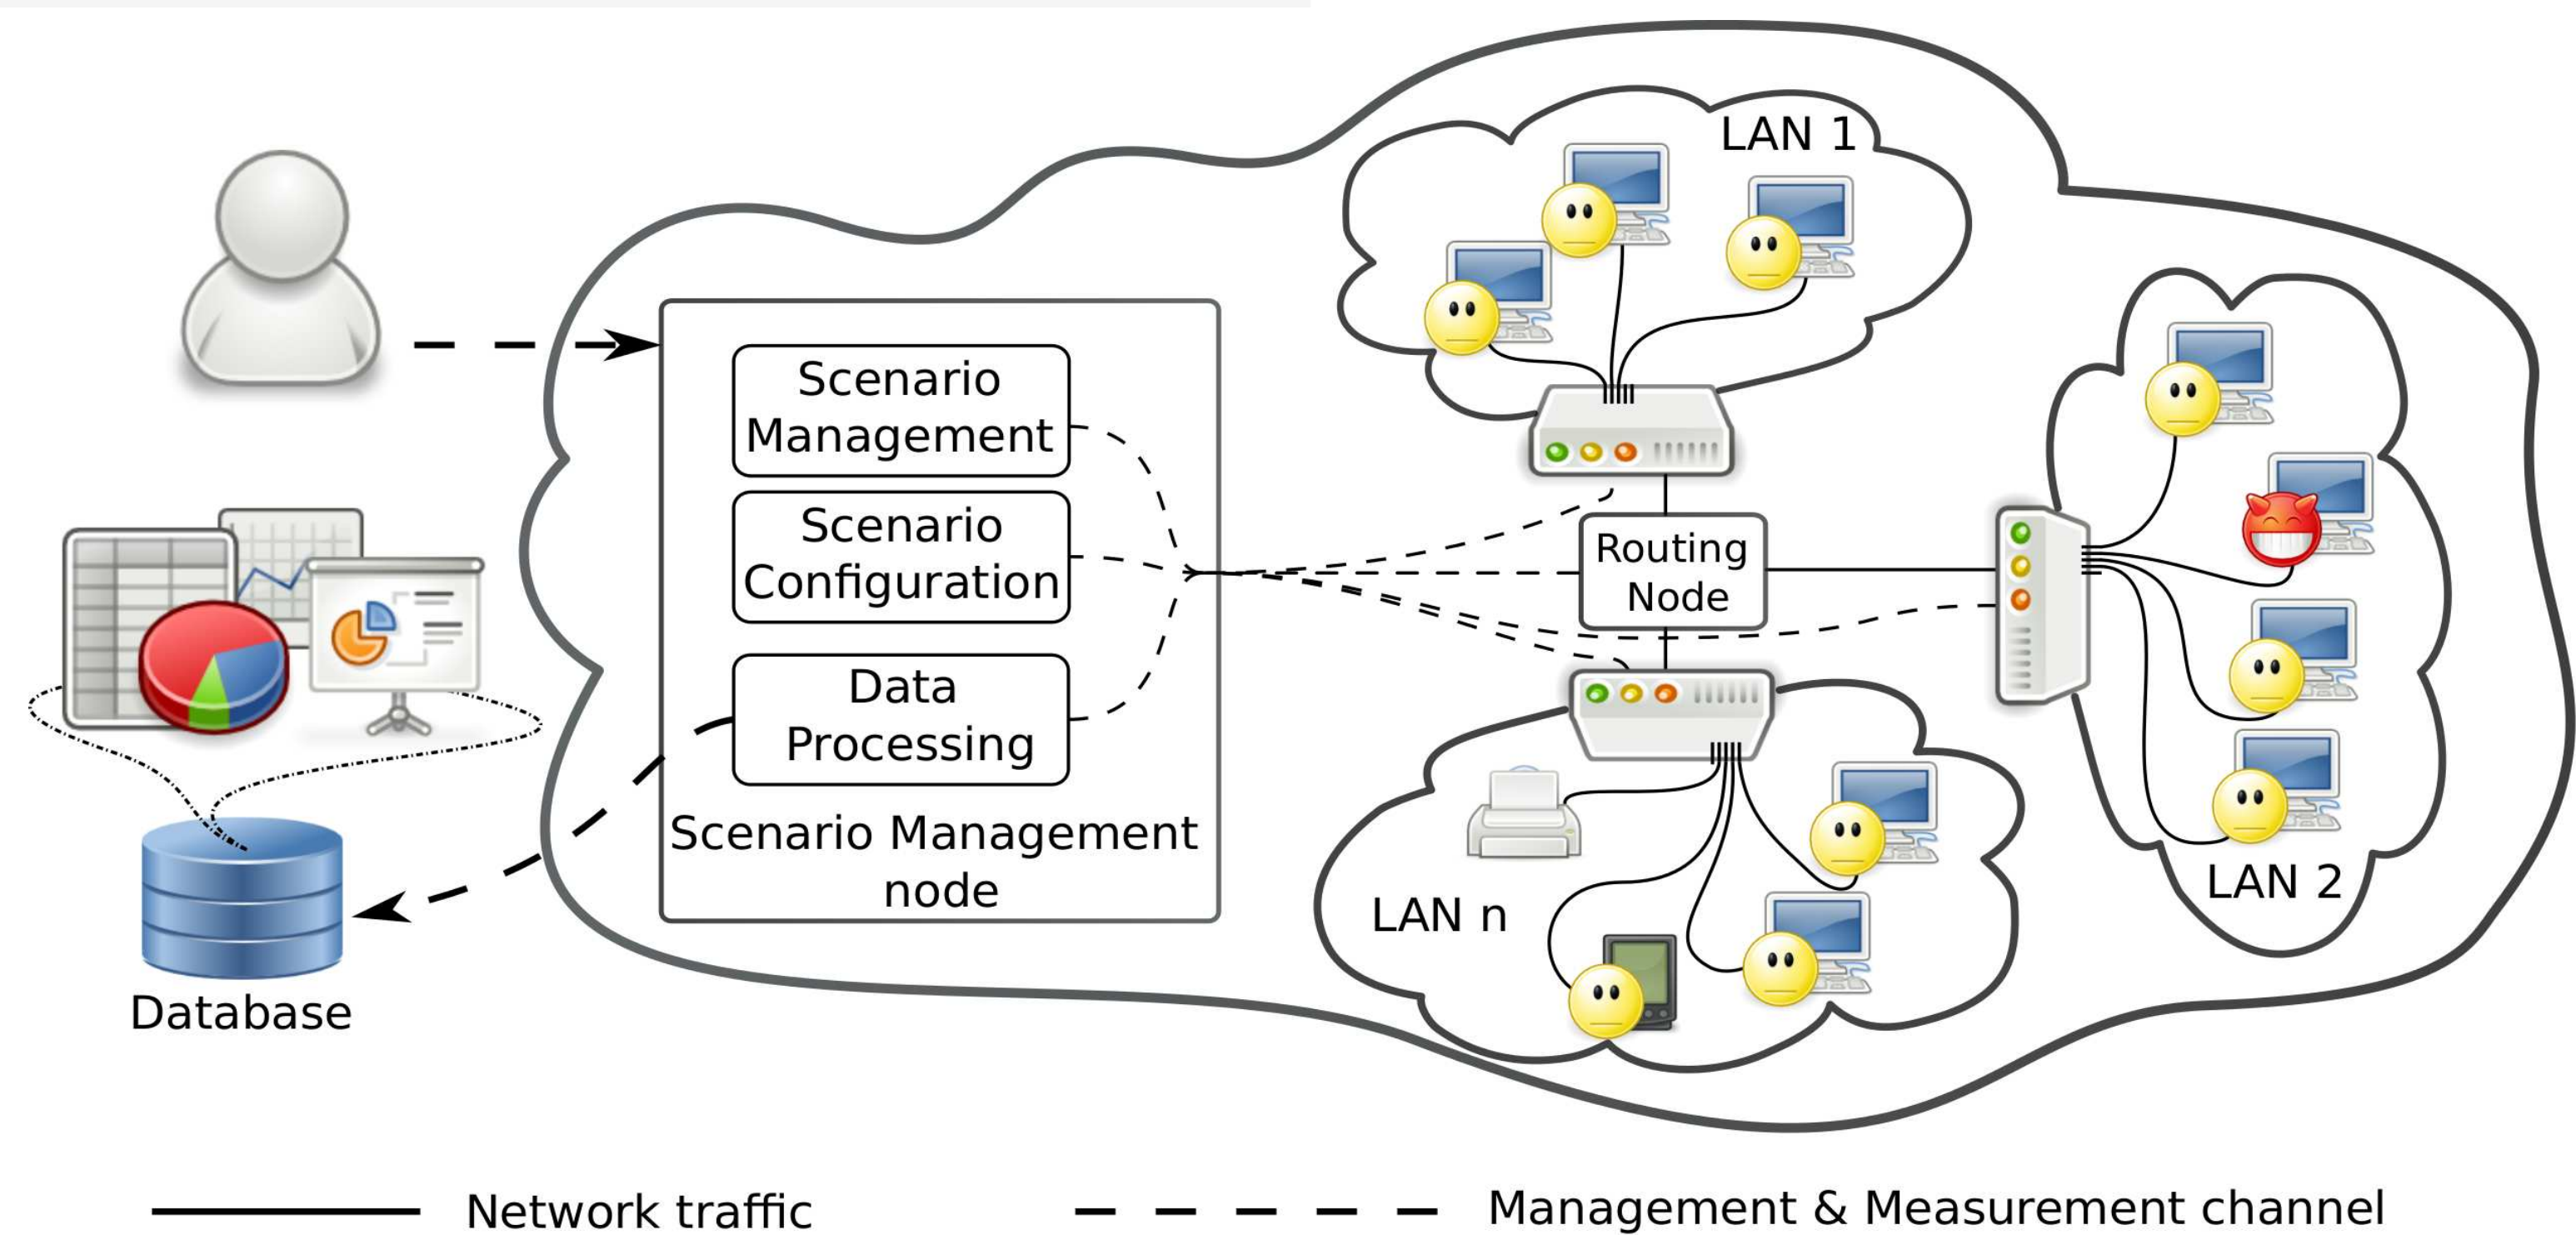 LAN 1
Scenario
Management
Scenario
Configuration
Data
Processing
Scenario Management
node
Routing
Node
LAN 2
LAN n
Database
Network traffic
Management & Measurement channel